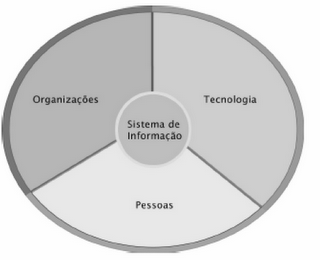 Organizações
Tecnologia
Sistema de
Informação
Pessoas